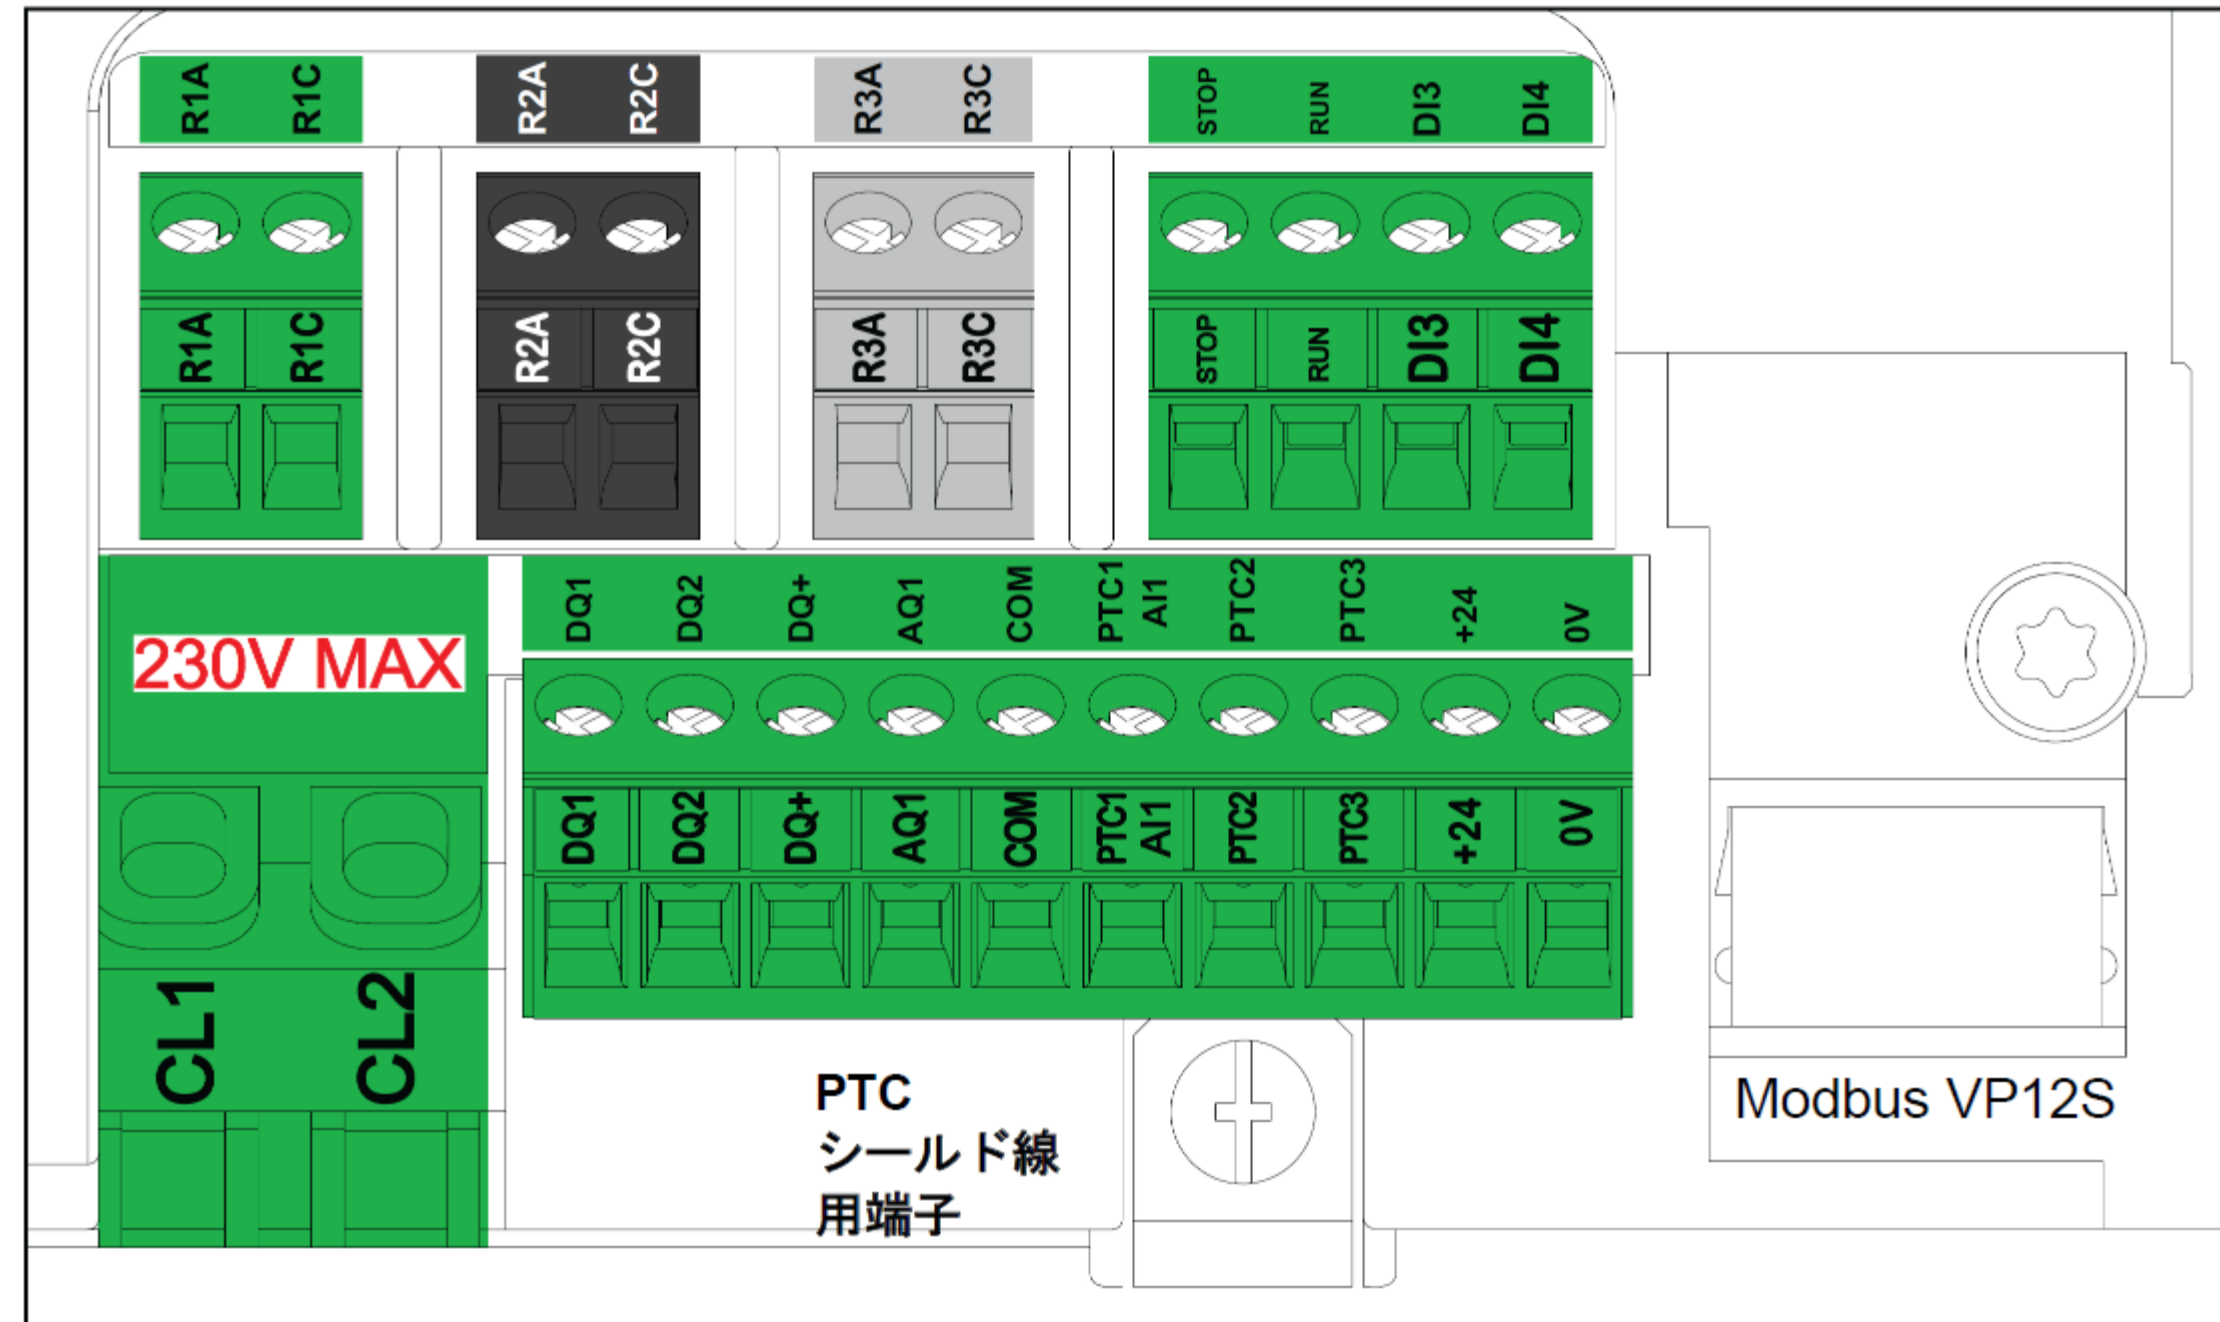 R1A R1C R2A R2C R3A R3C STOP RUN DI3 DI4
R1A R1C R2A R2C R3A R3C STOP RUN DI3 DI4
230V MAX
DQ1 DQ2 DQ+ AQ1 COM PTC1 AI1 PTC2 PTC3 +24 0V
DQ1 DQ2 DQ+ AQ1 COM PTC1 AI1 PTC2 PTC3 +24 0V
CL1 CL2
PTC
シールド線
用端子
Modbus VP12S